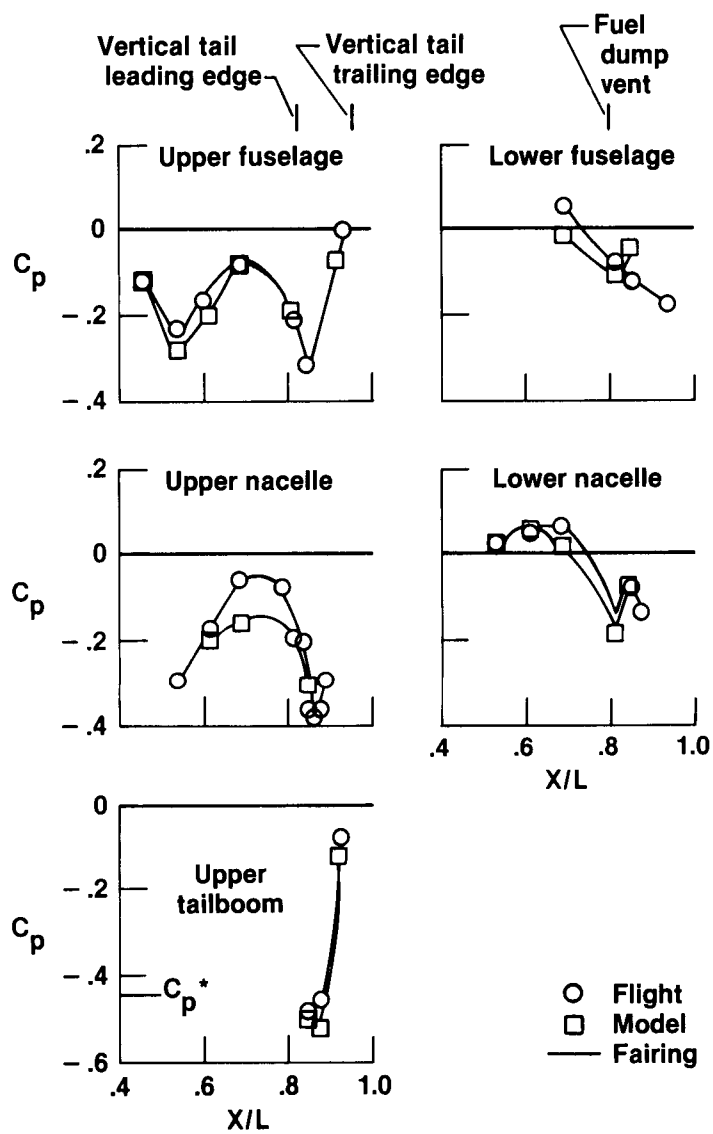 Vertical tail
leading edge
Vertical tail
trailing edge
Fuel
dump
vent
Upper fuselage
.2
0
Cp
– .2
– .4
Lower fuselage
Upper nacelle
.2
0
Cp
– .2
– .4
Lower nacelle
.4 .6 .8 1.0
X/L
Upper
tailboom
0
– .2
Cp
– .4
Cp*
– .6
.4 .6 .8 1.0
X/L
Flight
Model
Fairing